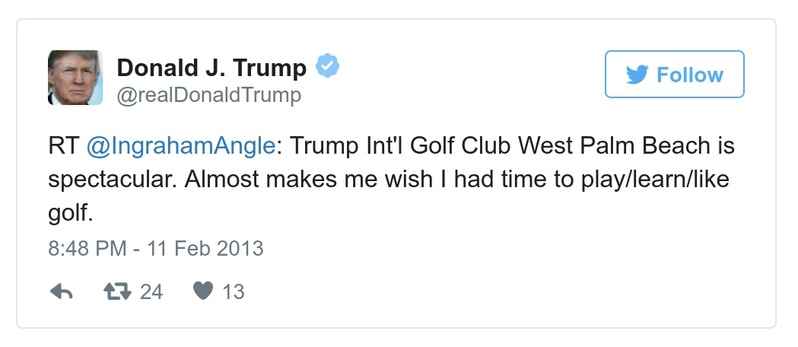 Donald J. Trump
@realDonaldTrump
Follow
RT @IngrahamAngle: Trump Int'l Golf Club West Palm Beach is
spectacular. Almost makes me wish I had time to play/learn/like
golf.
8:48 PM - 11 Feb 2013
24 13